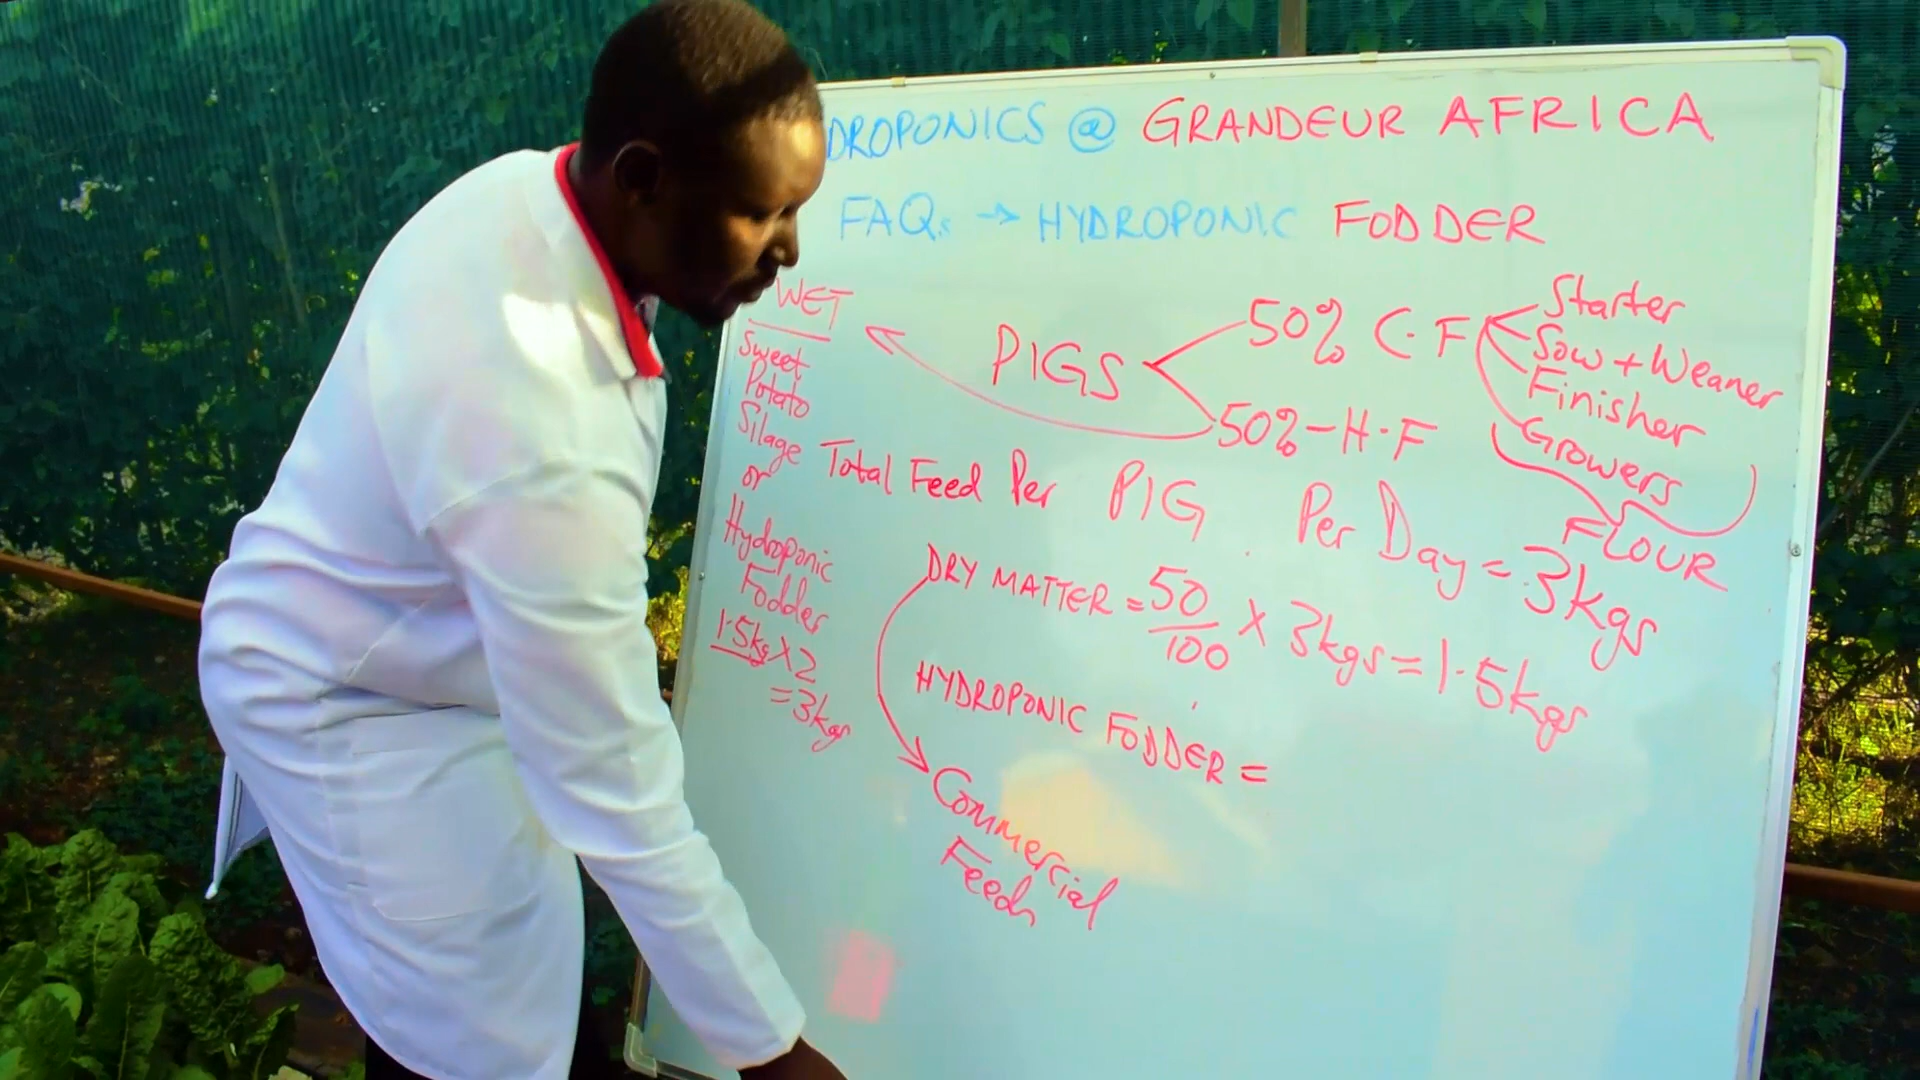 DROPONICS @ GRANDEUR AFRICA
FAQs → HYDROPONIC FODDER
WET
Sweet
Potato
Silage
or
Hydroponic
Fodder
1.5kgx2
=3kgs
PIGS
50% C.F
50%-H.F
Starter
Sow + Weaner
Finisher
Growers
FLOUR
Total Feed Per PIG Per Day = 3kgs
DRY MATTER = 50/100 X 3kgs = 1.5kgs
HYDROPONIC FODDER =
Commercial
Feeds